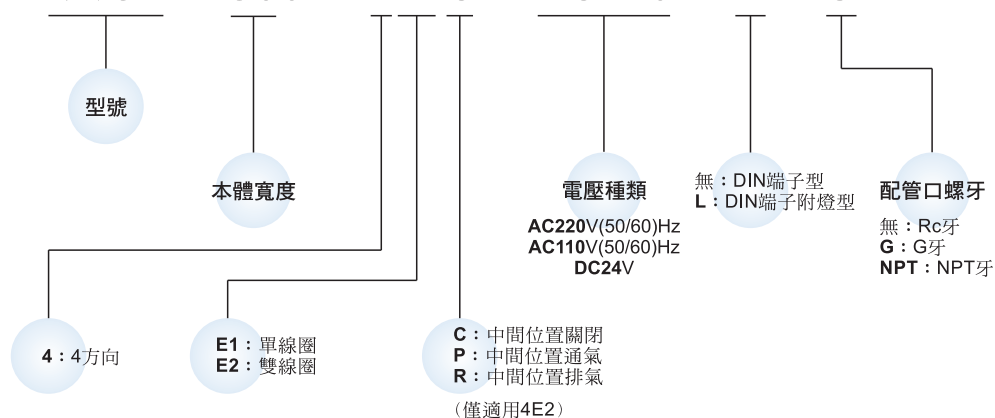 型號
本體寬度
電壓種類
AC220V(50/60)Hz
AC110V(50/60)Hz
DC24V
無：DIN端子型
L：DIN端子附燈型
配管口螺牙
無：Rc牙
G：G牙
NPT：NPT牙
4：4方向
E1：單線圈
E2：雙線圈
C：中間位置關閉
P：中間位置通氣
R：中間位置排氣
（僅適用4E2）